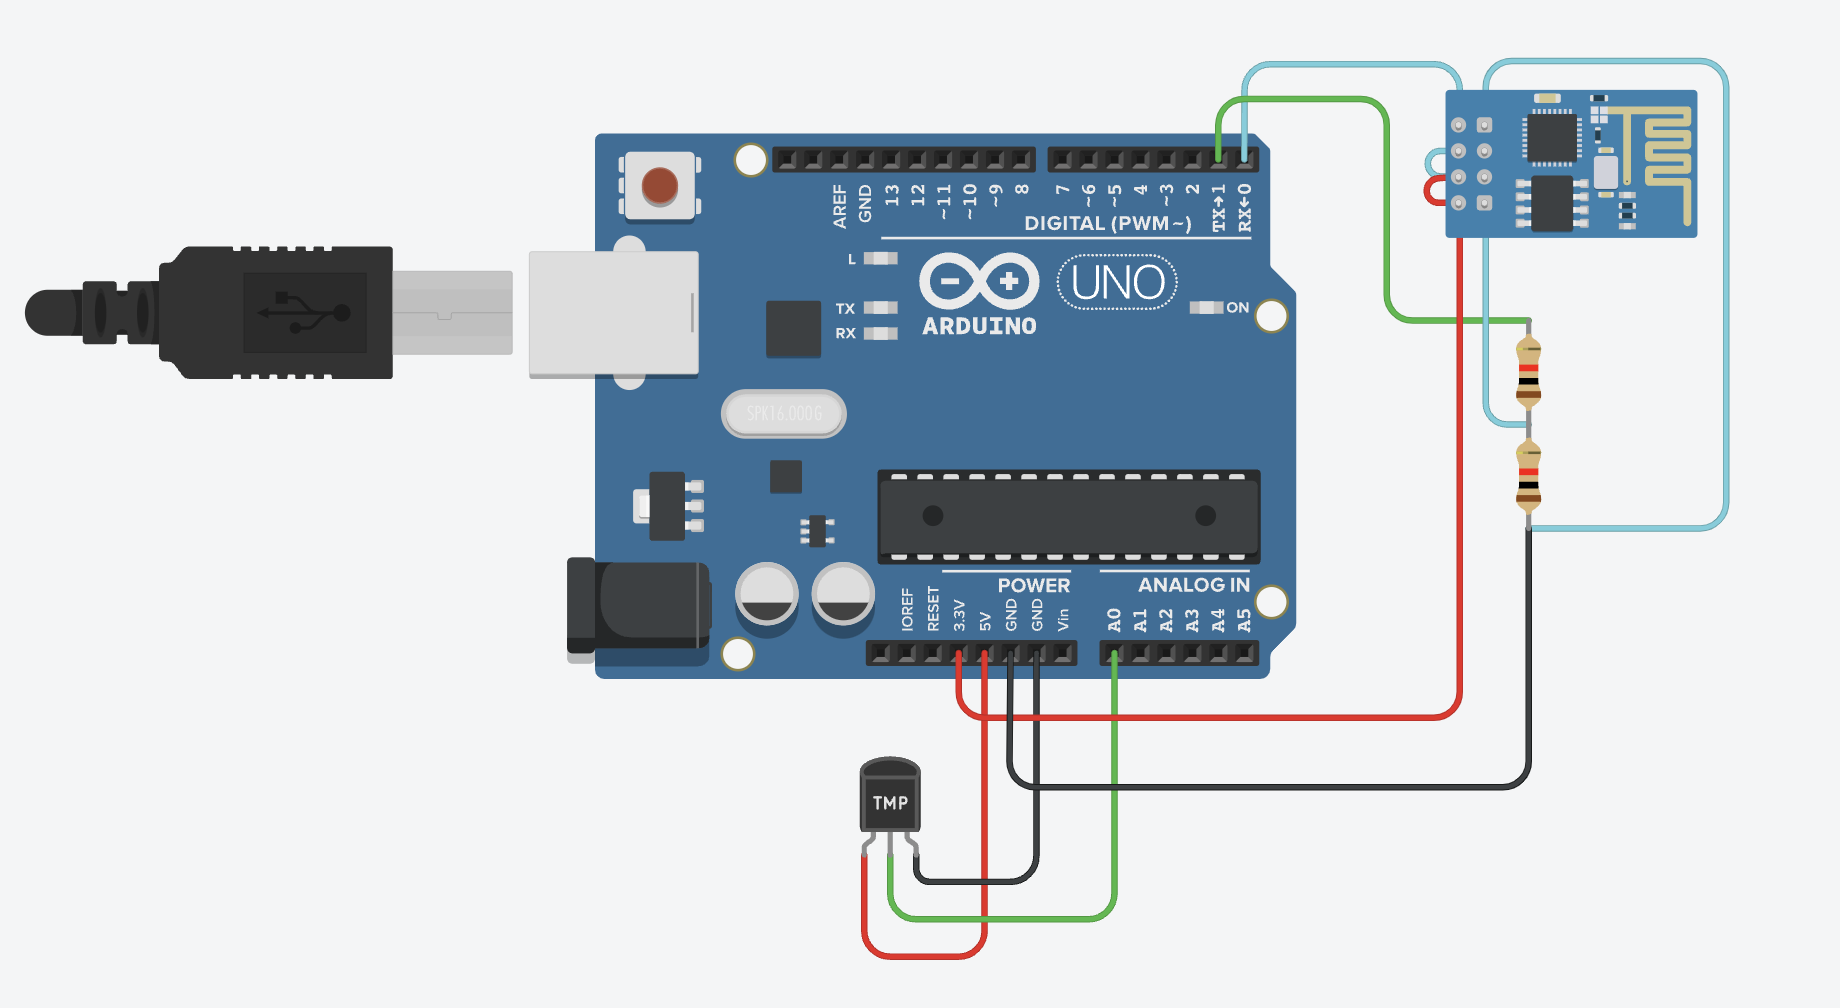 AREF
GND
13
12
~11
~10
~9
8
7
~6
~5
4
~3
2
TX→1
RX←0
DIGITAL (PWM~)
L
TX
RX
UNO
ON
ARDUINO
SPK16.000G
POWER
ANALOG IN
IOREF
RESET
3.3V
5V
GND
GND
Vin
A0
A1
A2
A3
A4
A5
TMP